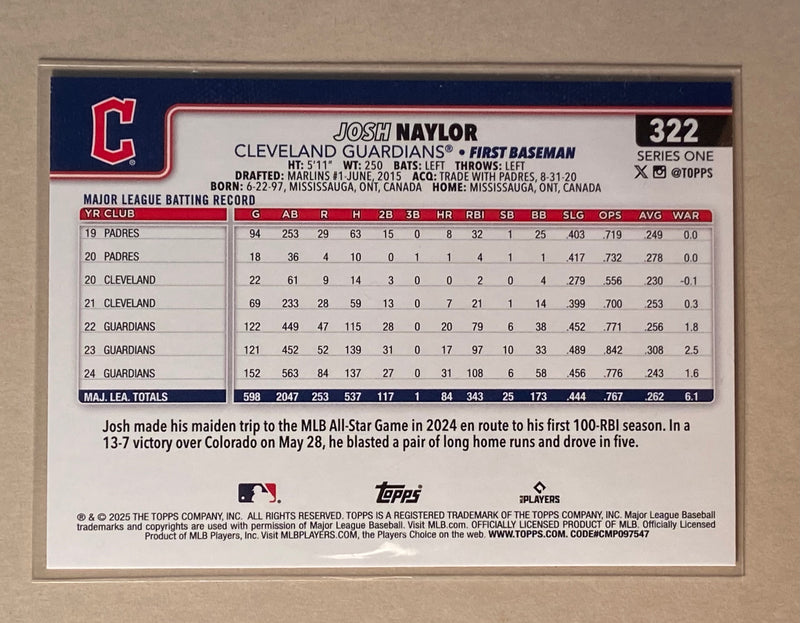 C
®
JOSH NAYLOR
322
CLEVELAND GUARDIANS® • FIRST BASEMAN
SERIES ONE
HT: 5'11" WT: 250 BATS: LEFT THROWS: LEFT
X @TOPPS
DRAFTED: MARLINS #1-JUNE, 2015 ACQ: TRADE WITH PADRES, 8-31-20
BORN: 6-22-97, MISSISSAUGA, ONT, CANADA HOME: MISSISSAUGA, ONT, CANADA
MAJOR LEAGUE BATTING RECORD
YR CLUB G AB R H 2B 3B HR RBI SB BB SLG OPS AVG WAR
19 PADRES 94 253 29 63 15 0 8 32 1 25 .403 .719 .249 0.0
20 PADRES 18 36 4 10 0 1 1 4 1 1 .417 .732 .278 0.0
20 CLEVELAND 22 61 9 14 3 0 0 2 0 4 .279 .556 .230 -0.1
21 CLEVELAND 69 233 28 59 13 0 7 21 1 14 .399 .700 .253 0.3
22 GUARDIANS 122 449 47 115 28 0 20 79 6 38 .452 .771 .256 1.8
23 GUARDIANS 121 452 52 139 31 0 17 97 10 33 .489 .842 .308 2.5
24 GUARDIANS 152 563 84 137 27 0 31 108 6 58 .456 .776 .243 1.6
MAJ. LEA. TOTALS 598 2047 253 537 117 1 84 343 25 173 .444 .767 .262 6.1
Josh made his maiden trip to the MLB All-Star Game in 2024 en route to his first 100-RBI season. In a
13-7 victory over Colorado on May 28, he blasted a pair of long home runs and drove in five.
Topps
MLB PLAYERS
® & © 2025 THE TOPPS COMPANY, INC. ALL RIGHTS RESERVED. TOPPS IS A REGISTERED TRADEMARK OF THE TOPPS COMPANY, INC. Major League Baseball
trademarks and copyrights are used with permission of Major League Baseball. Visit MLB.com. OFFICIALLY LICENSED PRODUCT OF MLB. Officially Licensed
Product of MLB Players, Inc. Visit MLBPLAYERS.COM, the Players Choice on the web. WWW.TOPPS.COM. CODE#CMP097547